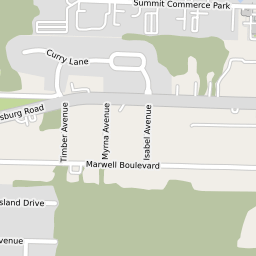 Summit Commerce Park
Curry Lane
sburg Road
Timber Avenue
Myrna Avenue
Isabel Avenue
Marwell Boulevard
sland Drive
venue